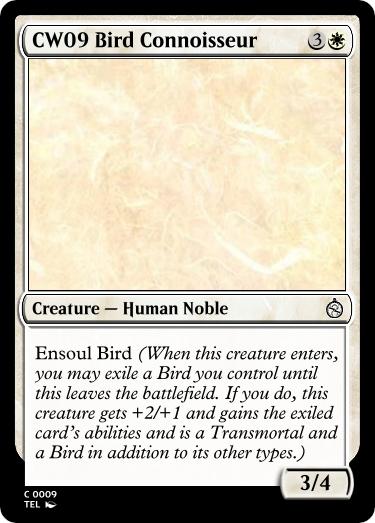 CW09 Bird Connoisseur 3
Creature — Human Noble
Ensoul Bird (When this creature enters,
you may exile a Bird you control until
this leaves the battlefield. If you do, this
creature gets +2/+1 and gains the exiled
card's abilities and is a Transmortal and
a Bird in addition to its other types.)
3/4
C 0009
TEL